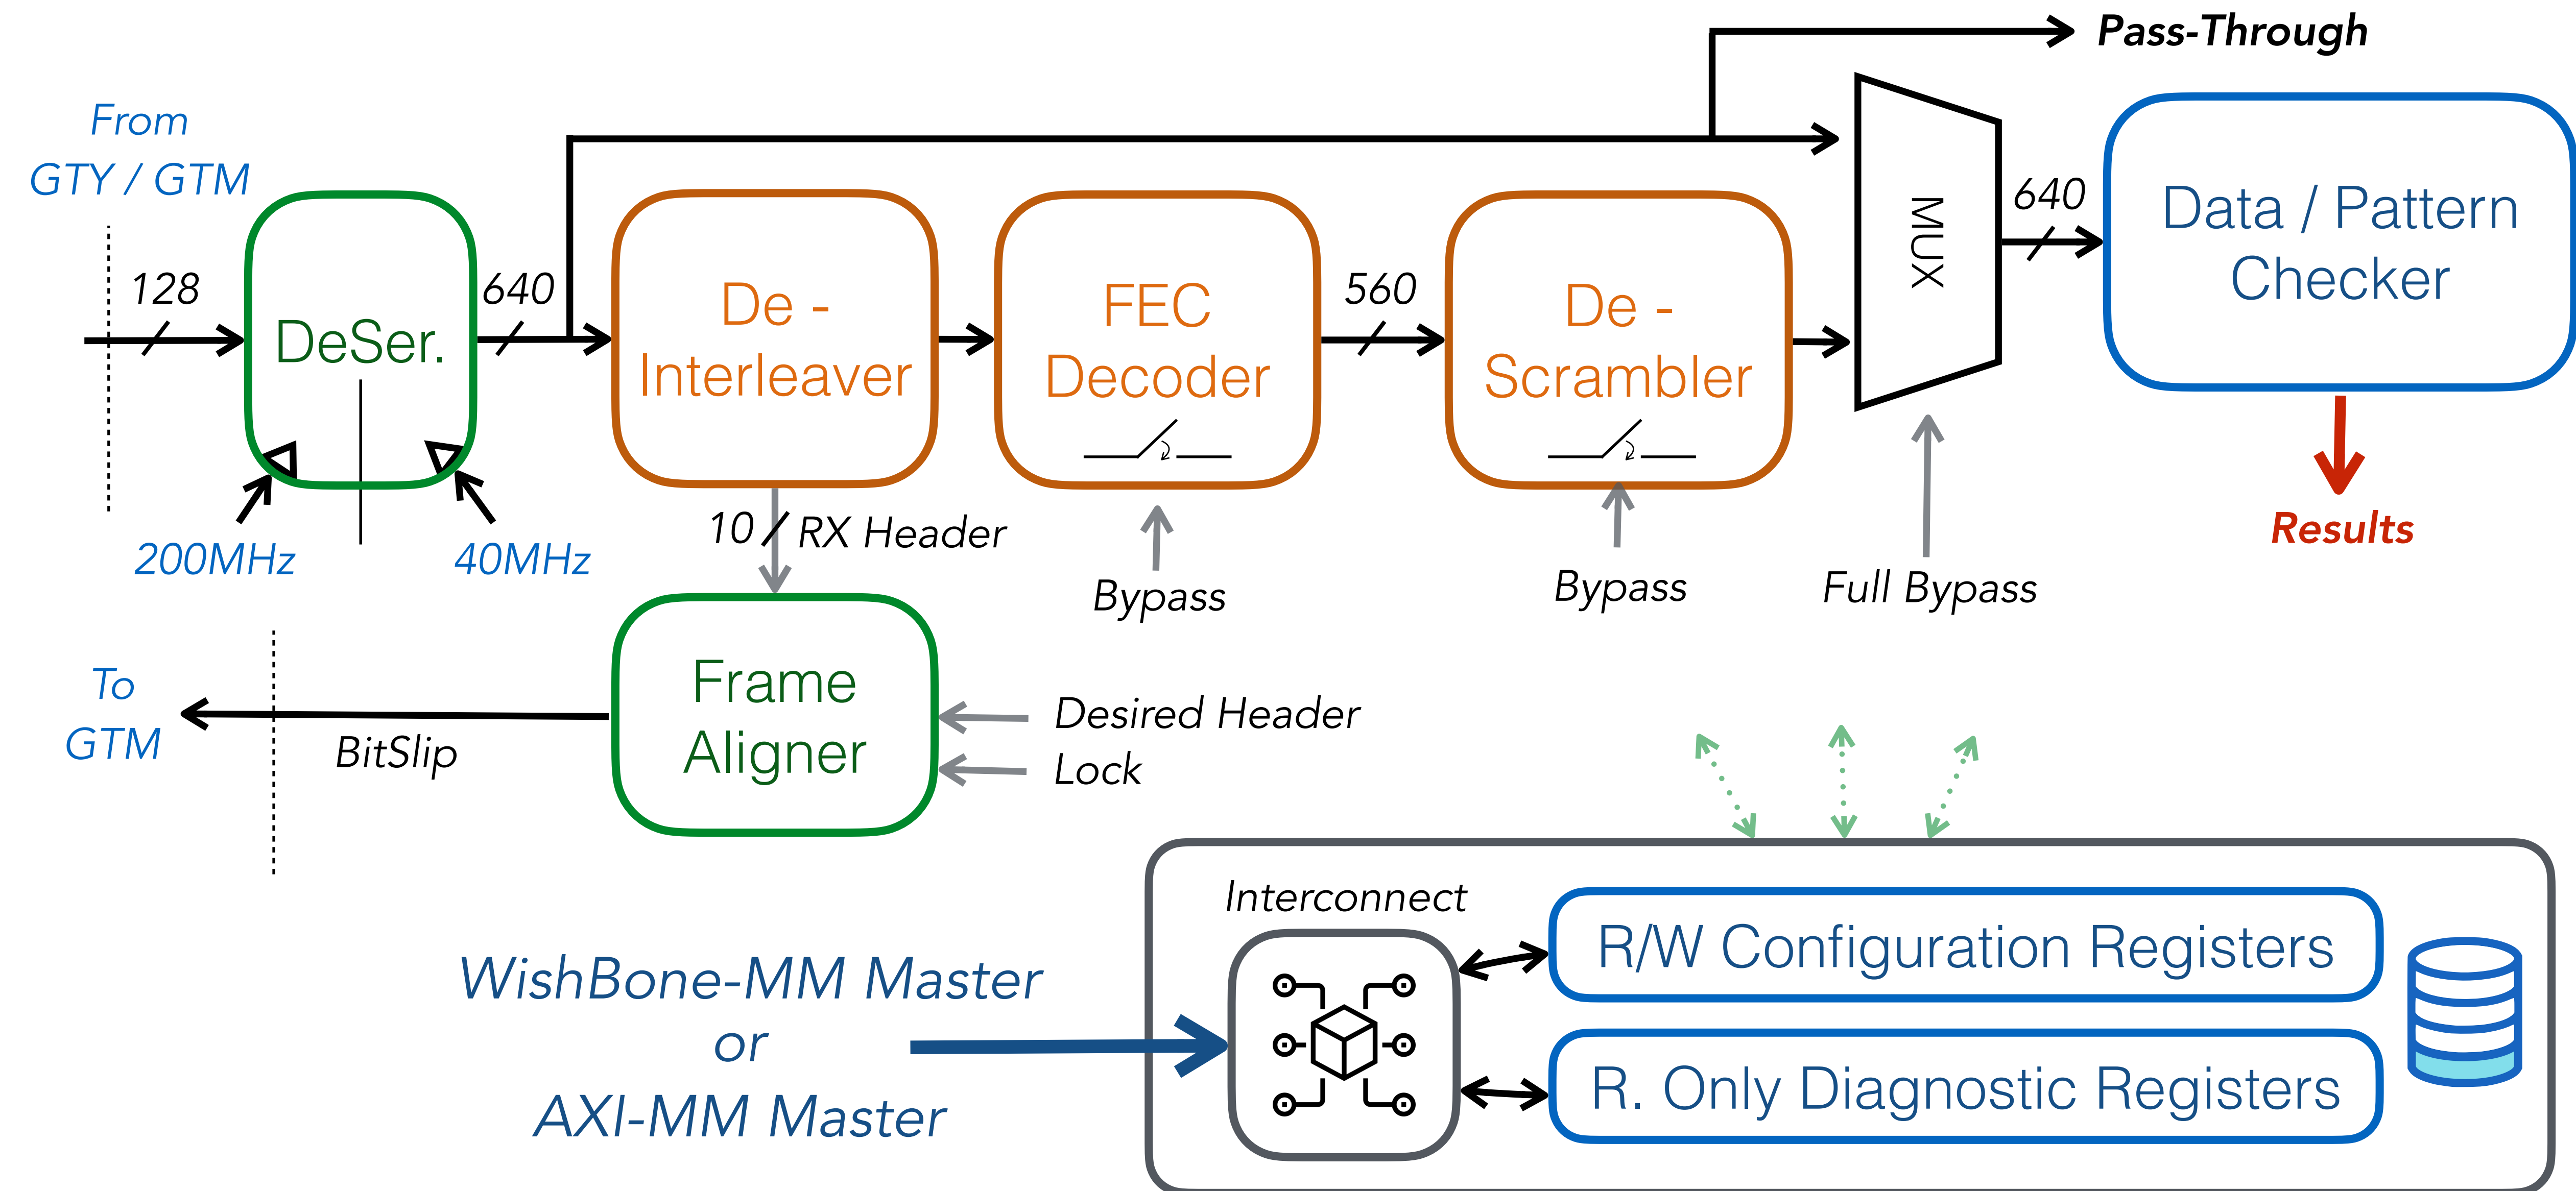 Pass-Through
From
GTY / GTM
128
DeSer.
640
De -
Interleaver
FEC
Decoder
560
De -
Scrambler
MUX
640
Data / Pattern
Checker
200MHz
40MHz
10
RX Header
Bypass
Bypass
Full Bypass
Results
To
GTM
BitSlip
Frame
Aligner
Desired Header
Lock
Interconnect
WishBone-MM Master
or
AXI-MM Master
R/W Configuration Registers
R. Only Diagnostic Registers